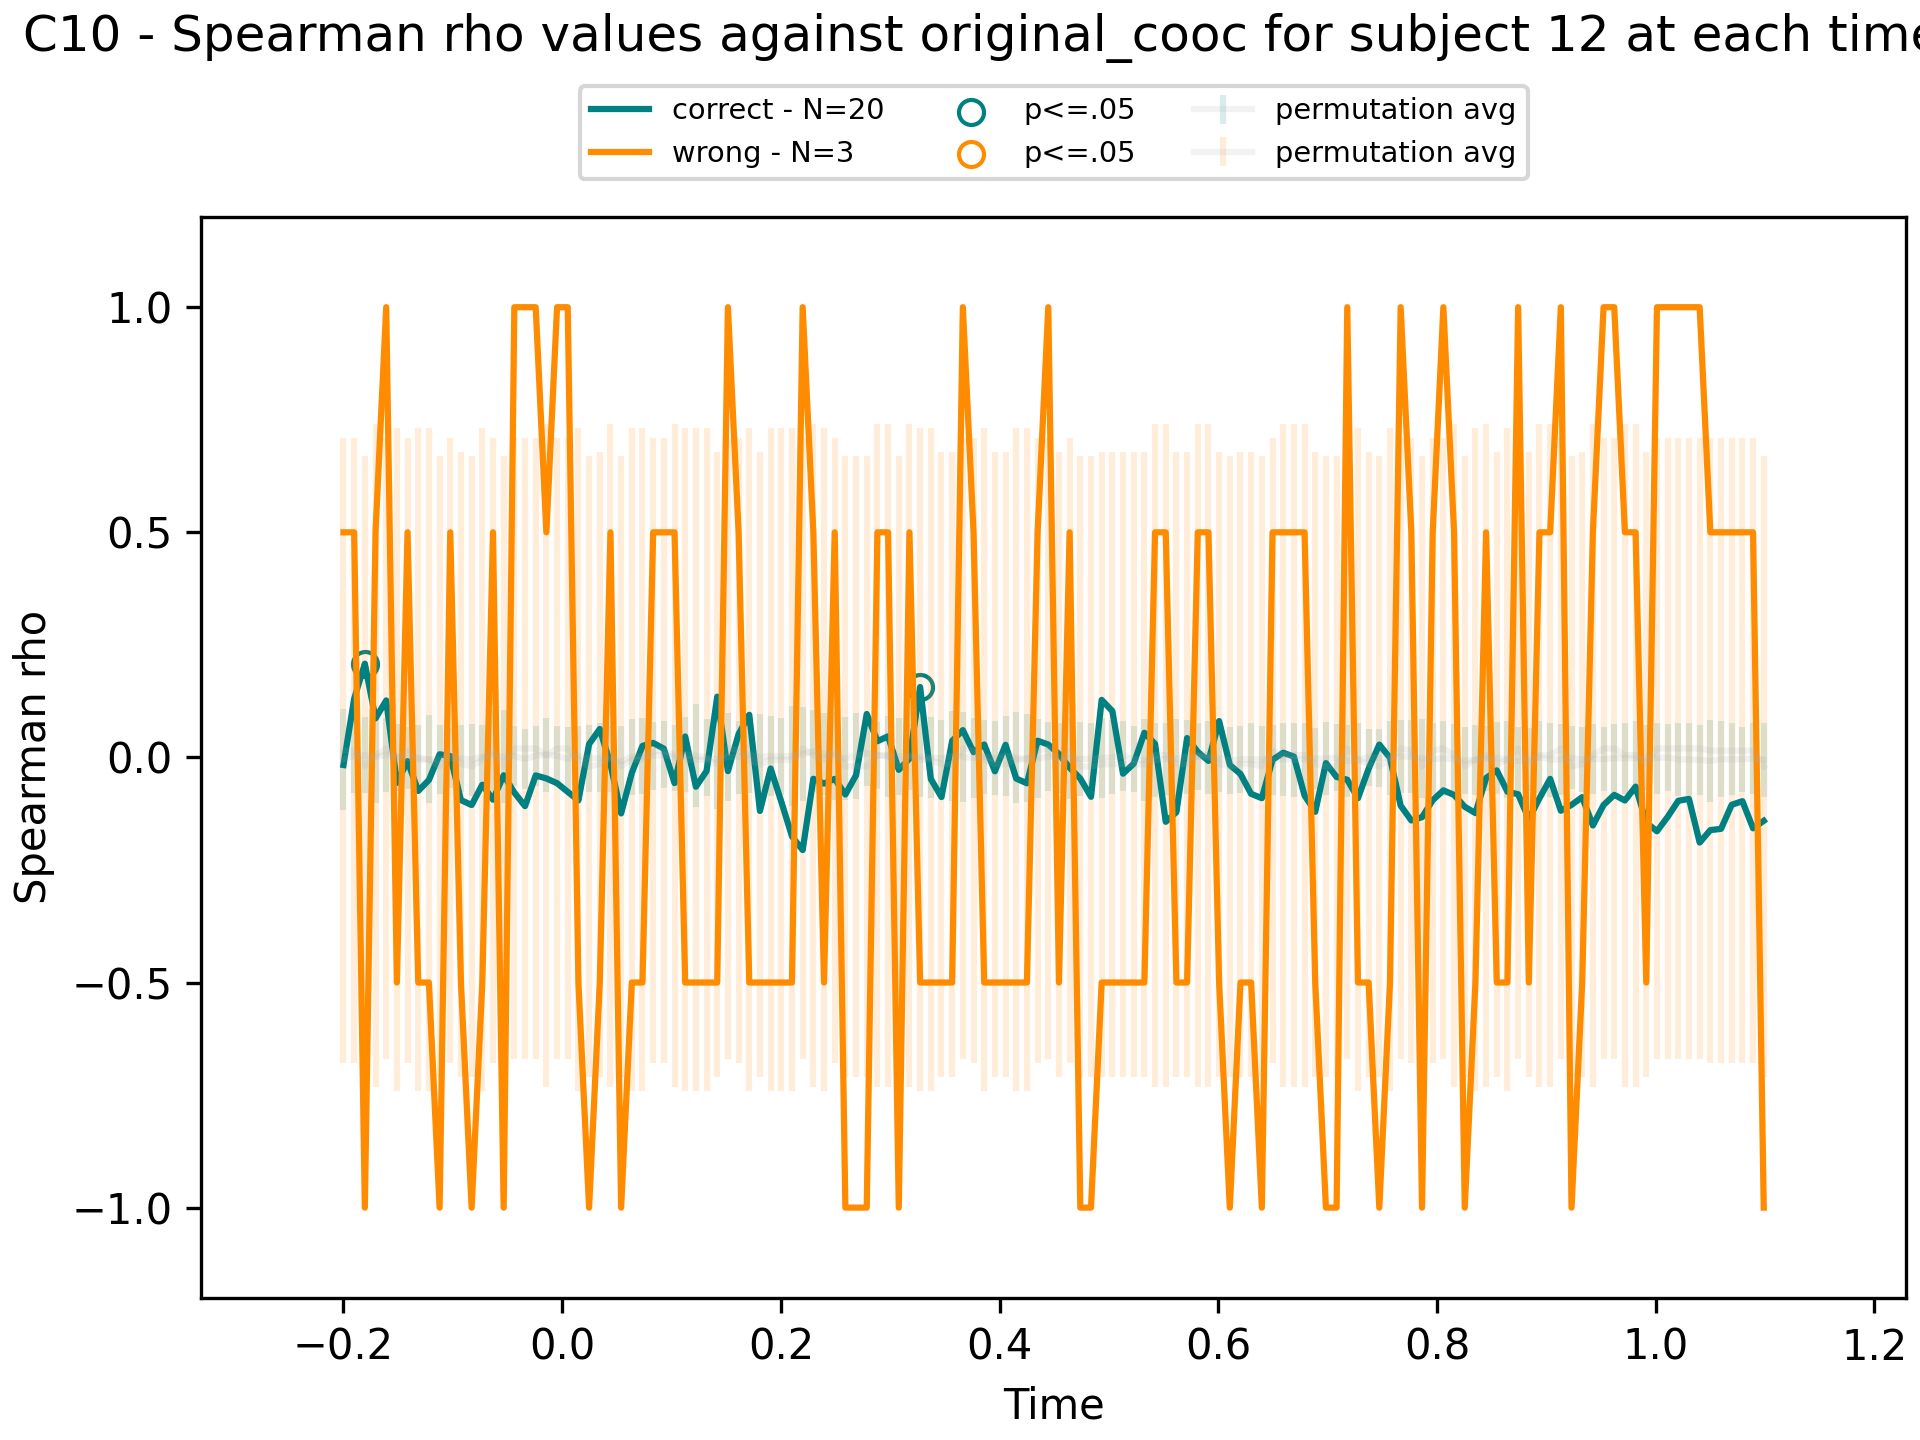 C10 - Spearman rho values against original_cooc for subject 12 at each time
correct - N=20
wrong - N=3
p<=.05
p<=.05
permutation avg
permutation avg
1.0
0.5
0.0
−0.5
−1.0
Spearman rho
−0.2 0.0 0.2 0.4 0.6 0.8 1.0 1.2
Time